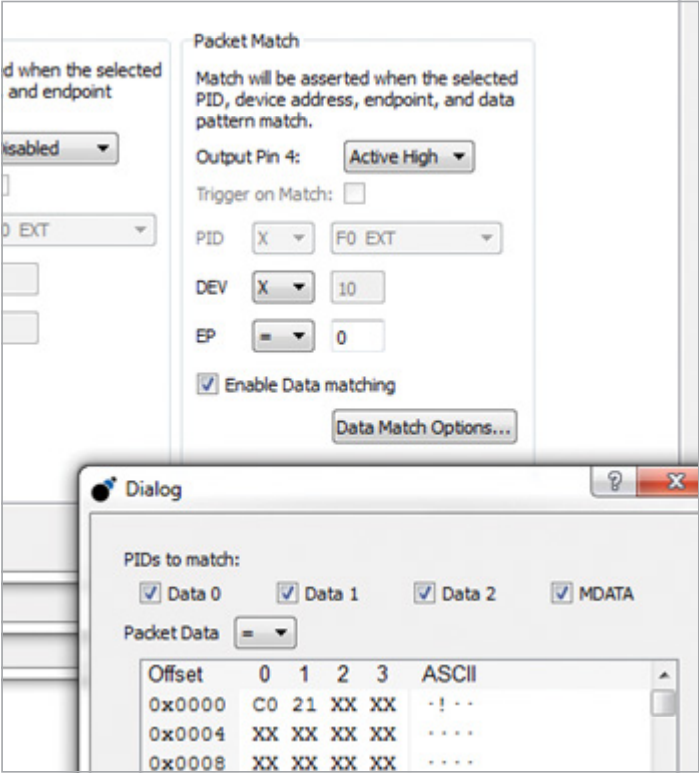 d when the selected
and endpoint
isabled
EXT
Packet Match
Match will be asserted when the selected
PID, device address, endpoint, and data
pattern match.
Output Pin 4: Active High
Trigger on Match:
PID X F0 EXT
DEV X 10
EP = 0
Enable Data matching
Data Match Options...
Dialog
? X
PIDs to match:
Data 0 Data 1 Data 2 MDATA
Packet Data =
Offset 0 1 2 3 ASCII
0x0000 C0 21 XX XX ·!··
0x0004 XX XX XX XX ····
0x0008 XX XX XX XX ····